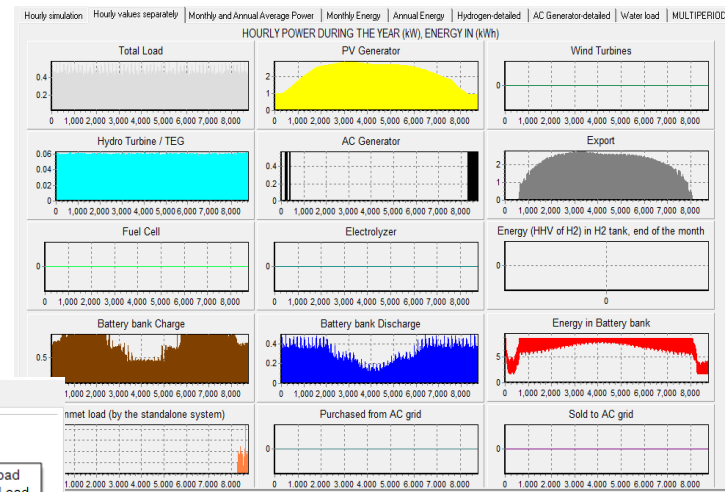 Hourly simulation Hourly values separately Monthly and Annual Average Power Monthly Energy Annual Energy Hydrogen-detailed AC Generator-detailed Water load MULTIPERIOD
HOURLY POWER DURING THE YEAR (kW), ENERGY IN (kWh)
Total Load PV Generator Wind Turbines
0.4
0.2
0 1,000 2,000 3,000 4,000 5,000 6,000 7,000 8,000
2
1
0
0 1,000 2,000 3,000 4,000 5,000 6,000 7,000 8,000
0
0 1,000 2,000 3,000 4,000 5,000 6,000 7,000 8,000
Hydro Turbine / TEG AC Generator Export
0.06
0.04
0.02
0
0 1,000 2,000 3,000 4,000 5,000 6,000 7,000 8,000
0.4
0.2
0
0 1,000 2,000 3,000 4,000 5,000 6,000 7,000 8,000
2
1
0
0 1,000 2,000 3,000 4,000 5,000 6,000 7,000 8,000
Fuel Cell Electrolyzer Energy (HHV of H2) in H2 tank, end of the month
0
0 1,000 2,000 3,000 4,000 5,000 6,000 7,000 8,000
0
0 1,000 2,000 3,000 4,000 5,000 6,000 7,000 8,000
0
0
Battery bank Charge Battery bank Discharge Energy in Battery bank
0.5
1,000 2,000 3,000 4,000 5,000 6,000 7,000 8,000
0.4
0.2
0
0 1,000 2,000 3,000 4,000 5,000 6,000 7,000 8,000
5
0
0 1,000 2,000 3,000 4,000 5,000 6,000 7,000 8,000
nmet load (by the standalone system) Purchased from AC grid Sold to AC grid
1,000 2,000 3,000 4,000 5,000 6,000 7,000 8,000
0
0 1,000 2,000 3,000 4,000 5,000 6,000 7,000 8,000
0
0 1,000 2,000 3,000 4,000 5,000 6,000 7,000 8,000
oad